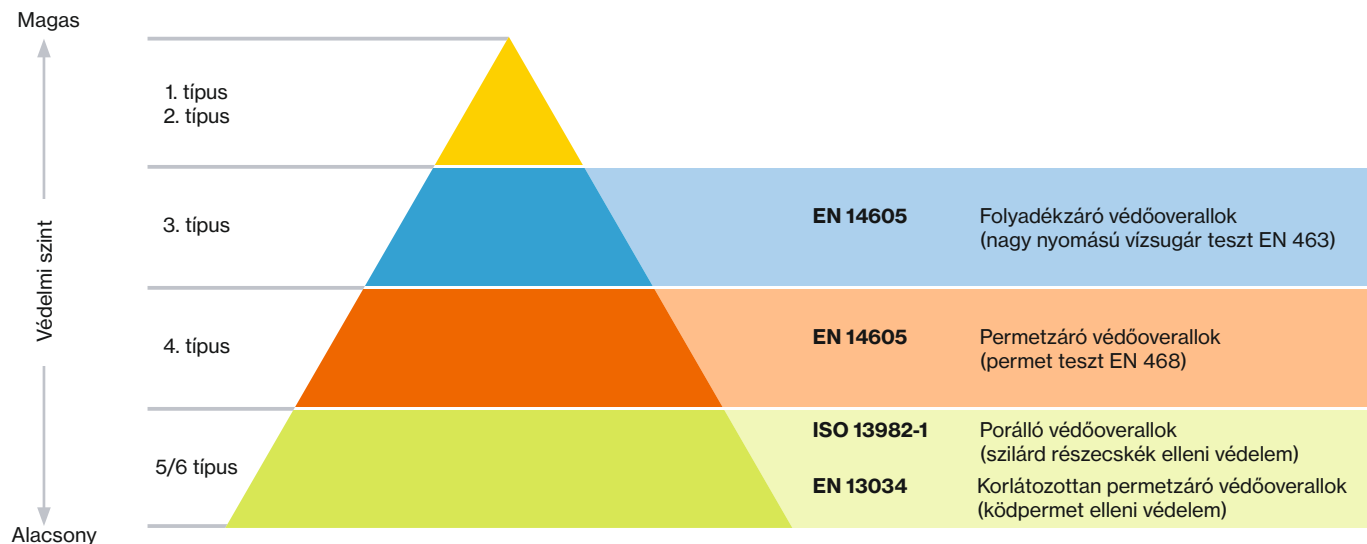 Magas
Védelmi szint
Alacsony
1. típus
2. típus
3. típus
EN 14605
Folyadékzáró védőoverallok
(nagy nyomású vízsugár teszt EN 463)
4. típus
EN 14605
Permetzáró védőoverallok
(permet teszt EN 468)
5/6 típus
ISO 13982-1
Porálló védőoverallok
(szilárd részecskék elleni védelem)
EN 13034
Korlátozottan permetzáró védőoverallok
(ködpermet elleni védelem)